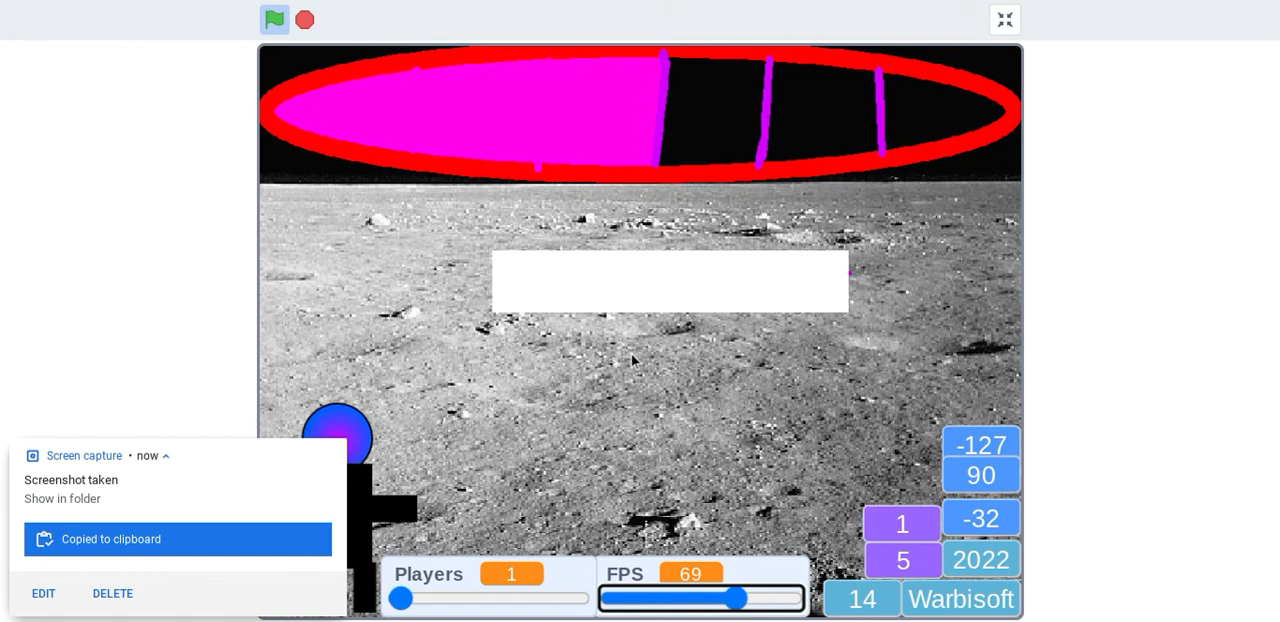 -127
90
Screen capture • now
Screenshot taken
Show in folder
1
-32
Copied to clipboard
5
2022
Players 1
FPS 69
EDIT DELETE
14
Warbisoft